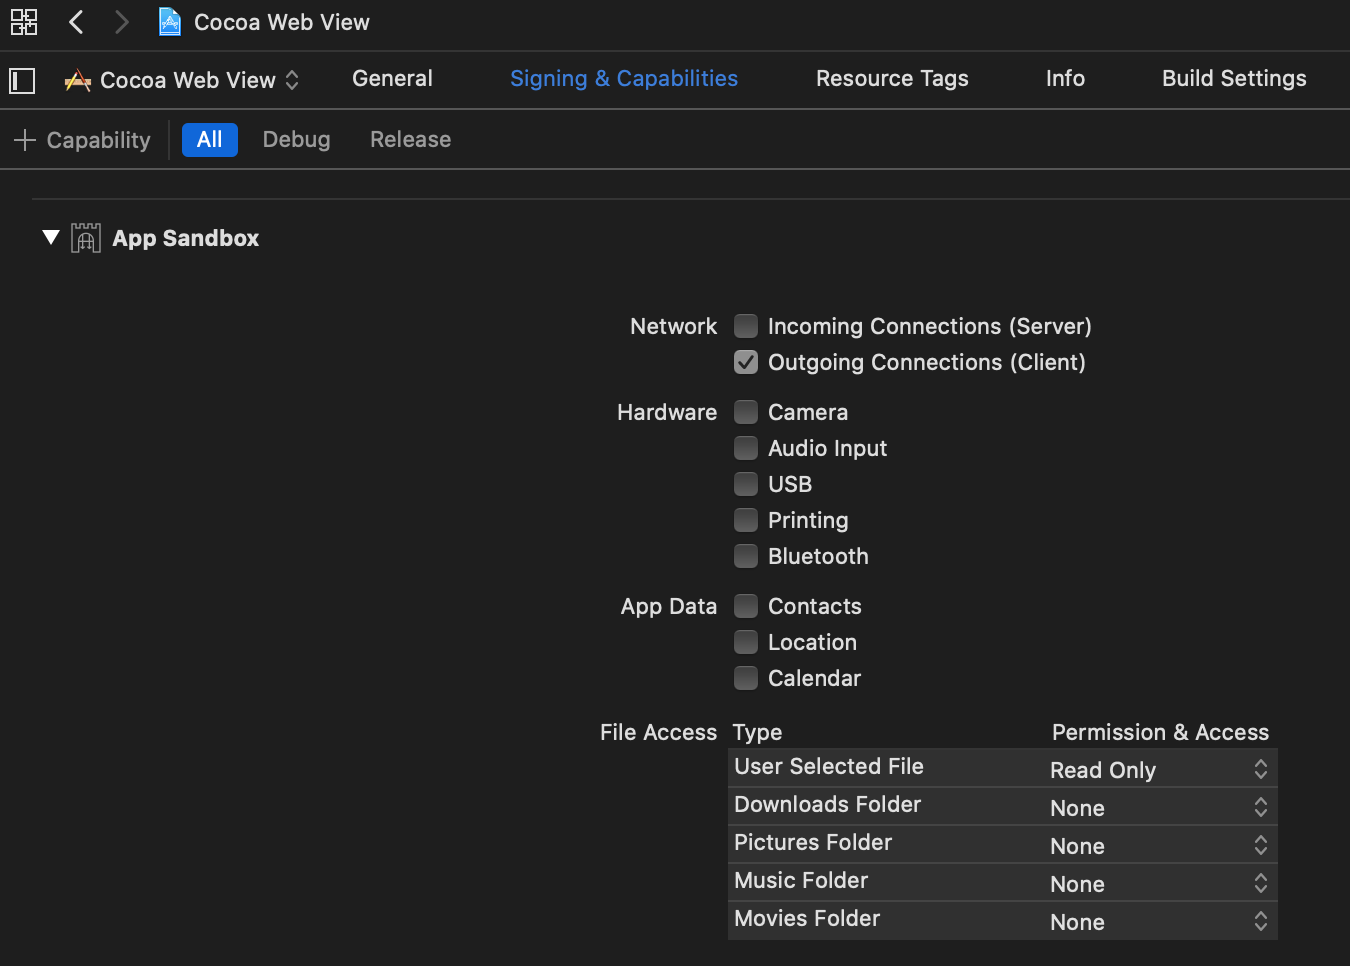 Cocoa Web View
Cocoa Web View General Signing & Capabilities Resource Tags Info Build Settings
Capability All Debug Release
App Sandbox
Network Incoming Connections (Server)
Outgoing Connections (Client)
Hardware Camera
Audio Input
USB
Printing
Bluetooth
App Data Contacts
Location
Calendar
File Access Type Permission & Access
User Selected File Read Only
Downloads Folder None
Pictures Folder None
Music Folder None
Movies Folder None